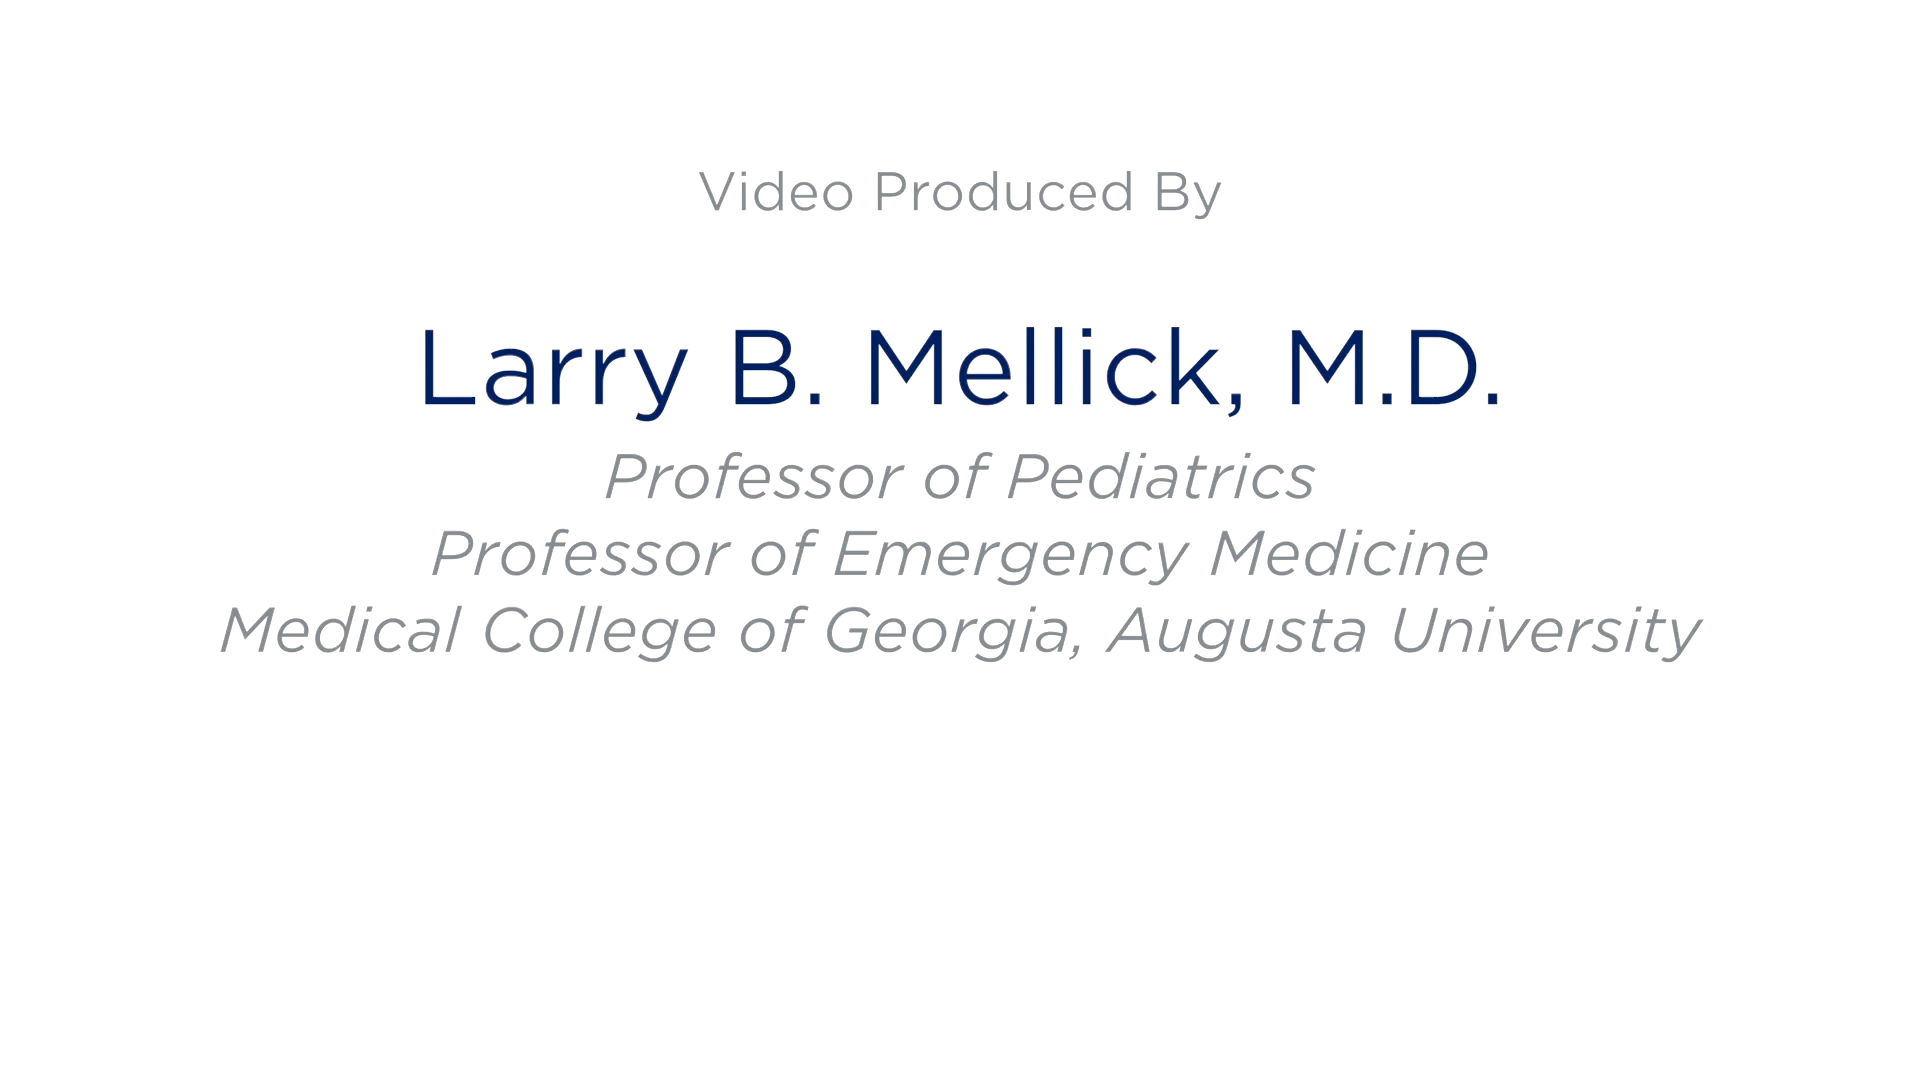 Video Produced By
Larry B. Mellick, M.D.
Professor of Pediatrics
Professor of Emergency Medicine
Medical College of Georgia, Augusta University